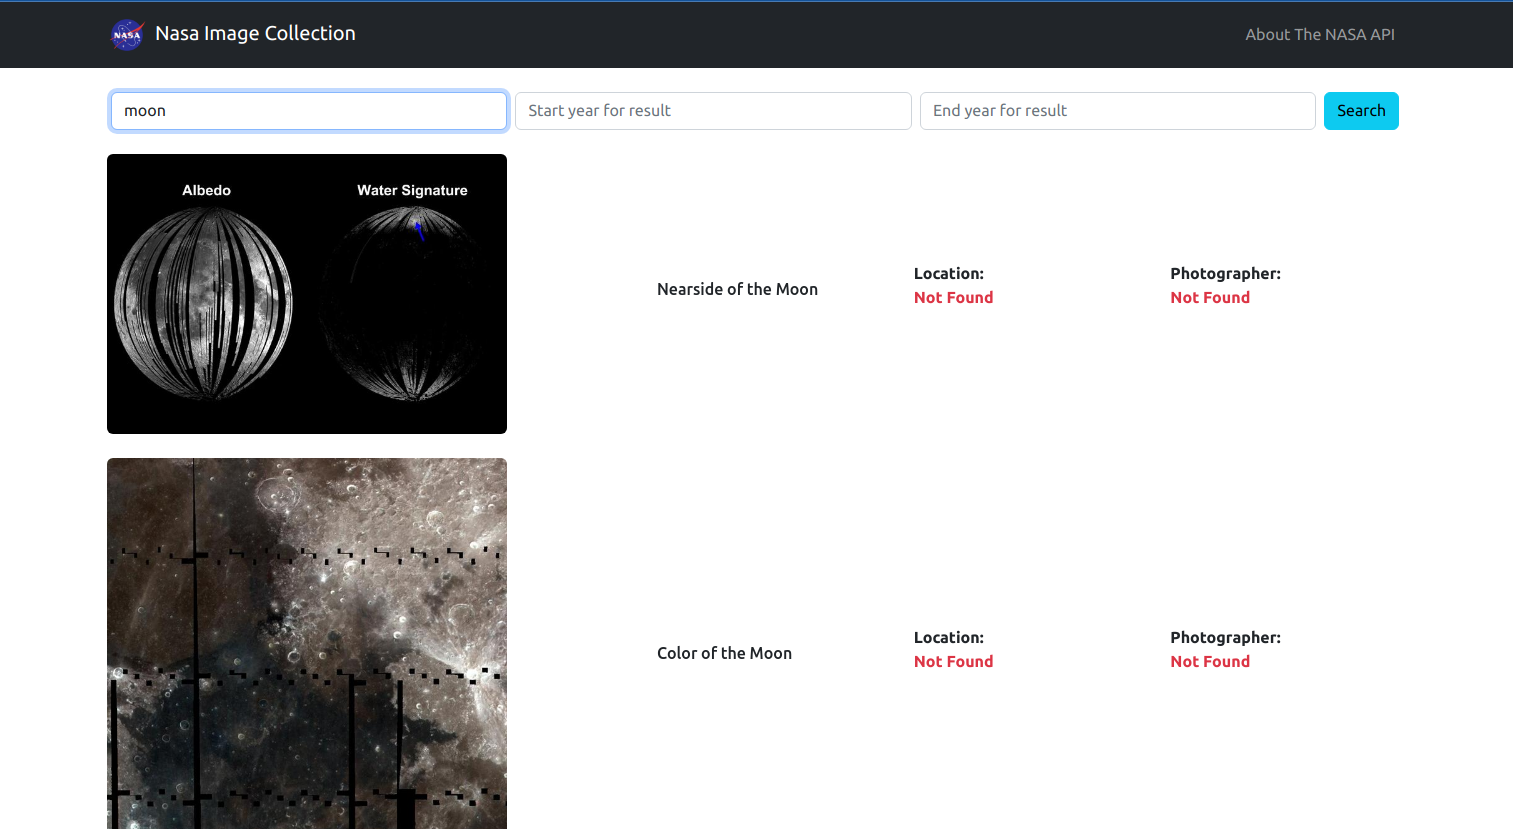 NASA
Nasa Image Collection
About The NASA API
moon
Start year for result
End year for result
Search
Albedo
Water Signature
Nearside of the Moon
Location:
Not Found
Photographer:
Not Found
Color of the Moon
Location:
Not Found
Photographer:
Not Found